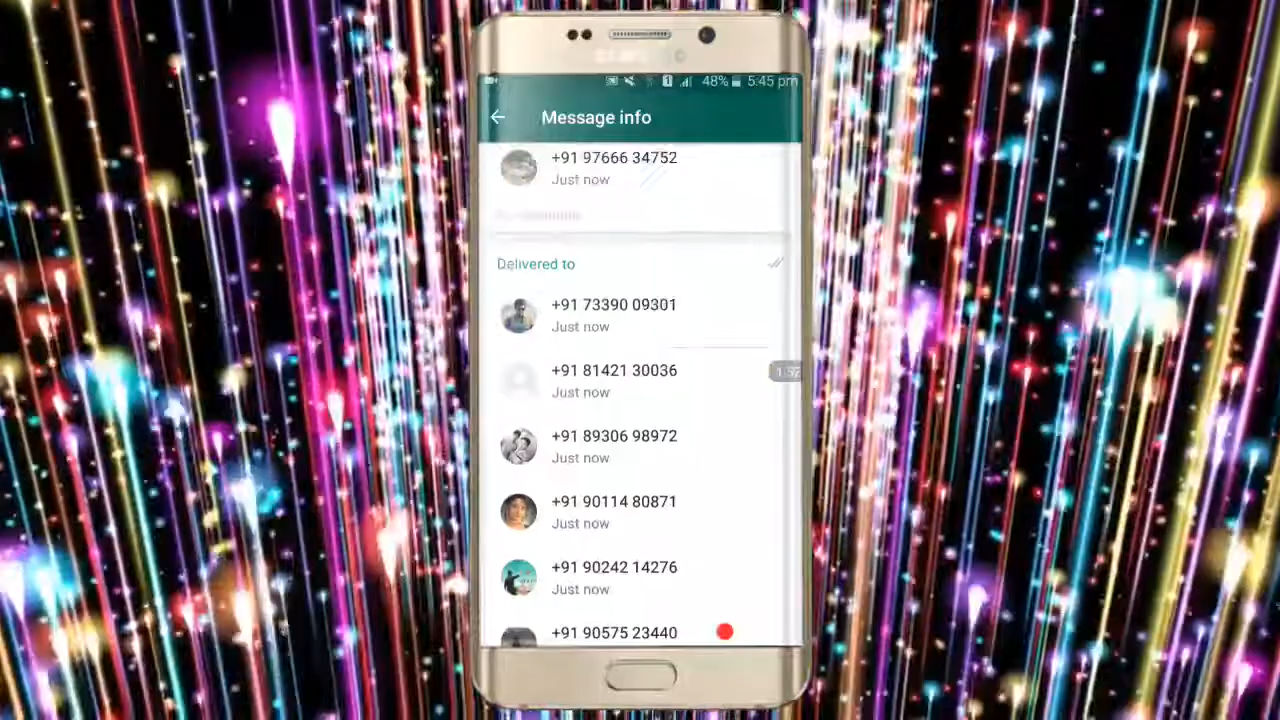 48% 5:45 pm
Message info
+91 97666 34752
Just now
Delivered to
+91 73390 09301
Just now
+91 81421 30036
Just now
1:57
+91 89306 98972
Just now
+91 90114 80871
Just now
+91 90242 14276
Just now
+91 90575 23440